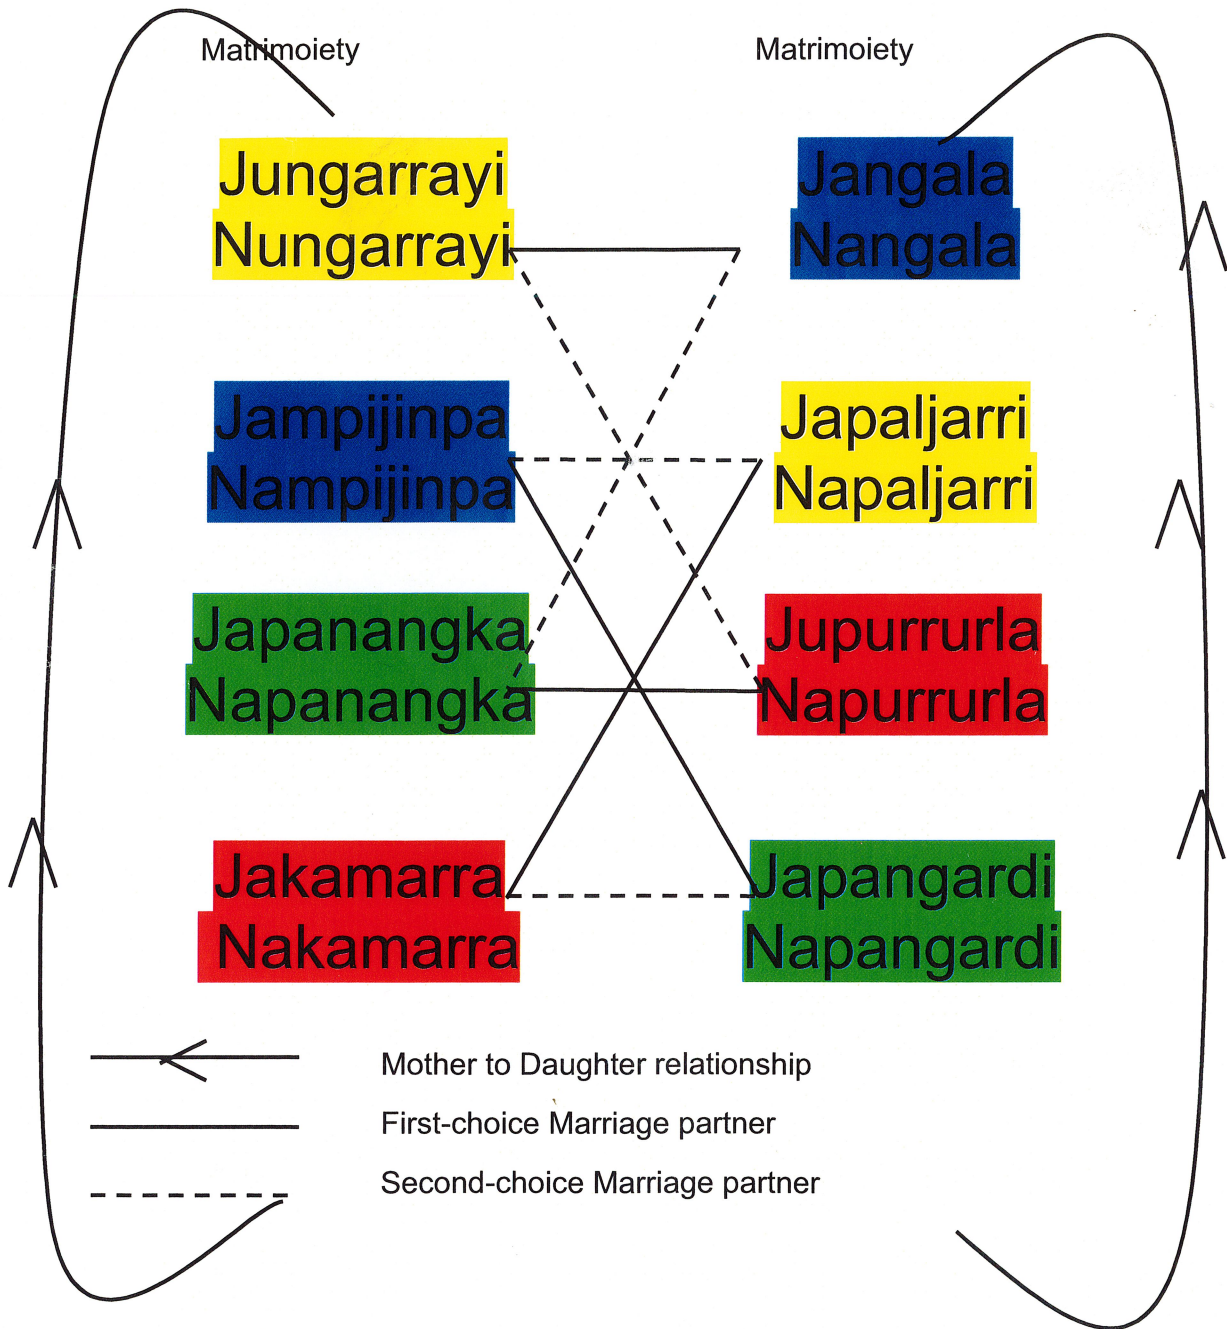 Matrimoiety
Matrimoiety
Jungarrayi
Nungarrayi
Jangala
Nangala
Jampijinpa
Nampijinpa
Japaljarri
Napaljarri
Japanangka
Napanangka
Jupurrurla
Napurrurla
Jakamarra
Nakamarra
Japangardi
Napangardi
Mother to Daughter relationship
First-choice Marriage partner
Second-choice Marriage partner